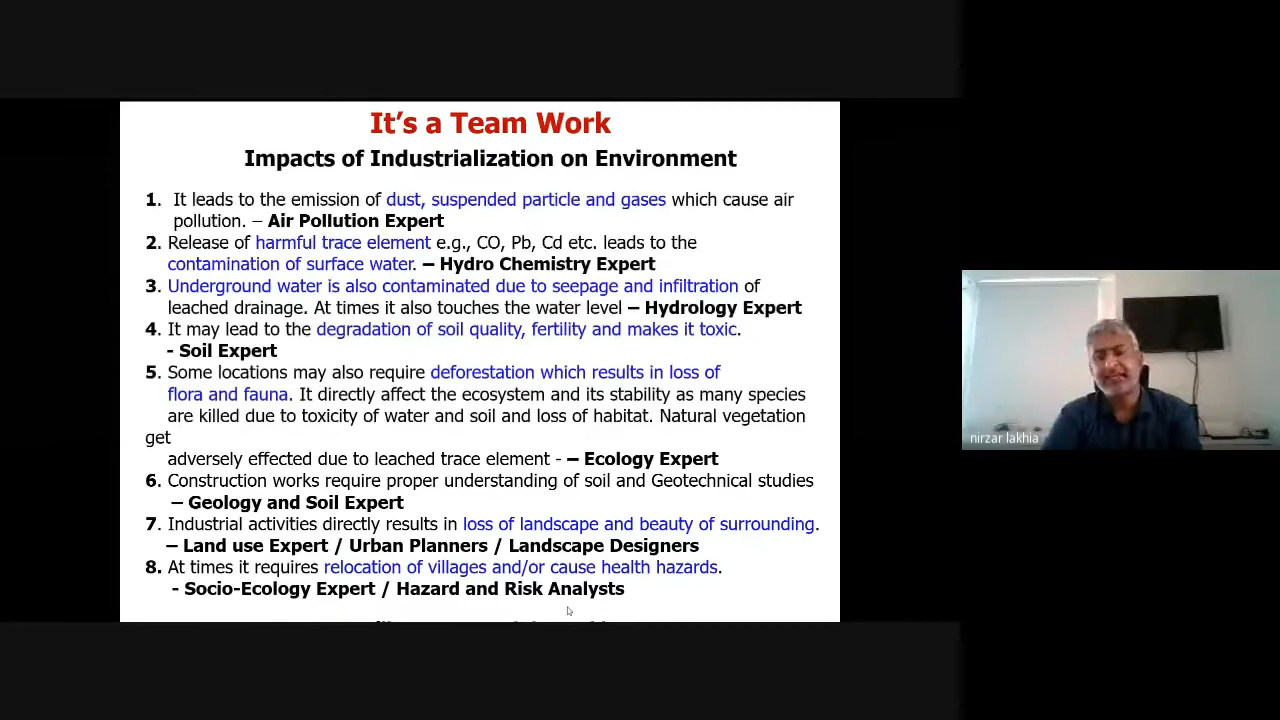 It's a Team Work
Impacts of Industrialization on Environment
1. It leads to the emission of dust, suspended particle and gases which cause air
pollution. – Air Pollution Expert
2. Release of harmful trace element e.g., CO, Pb, Cd etc. leads to the
contamination of surface water. – Hydro Chemistry Expert
3. Underground water is also contaminated due to seepage and infiltration of
leached drainage. At times it also touches the water level – Hydrology Expert
4. It may lead to the degradation of soil quality, fertility and makes it toxic.
- Soil Expert
5. Some locations may also require deforestation which results in loss of
flora and fauna. It directly affect the ecosystem and its stability as many species
are killed due to toxicity of water and soil and loss of habitat. Natural vegetation
get
adversely effected due to leached trace element - – Ecology Expert
6. Construction works require proper understanding of soil and Geotechnical studies
– Geology and Soil Expert
7. Industrial activities directly results in loss of landscape and beauty of surrounding.
– Land use Expert / Urban Planners / Landscape Designers
8. At times it requires relocation of villages and/or cause health hazards.
- Socio-Ecology Expert / Hazard and Risk Analysts
nirzar lakhia